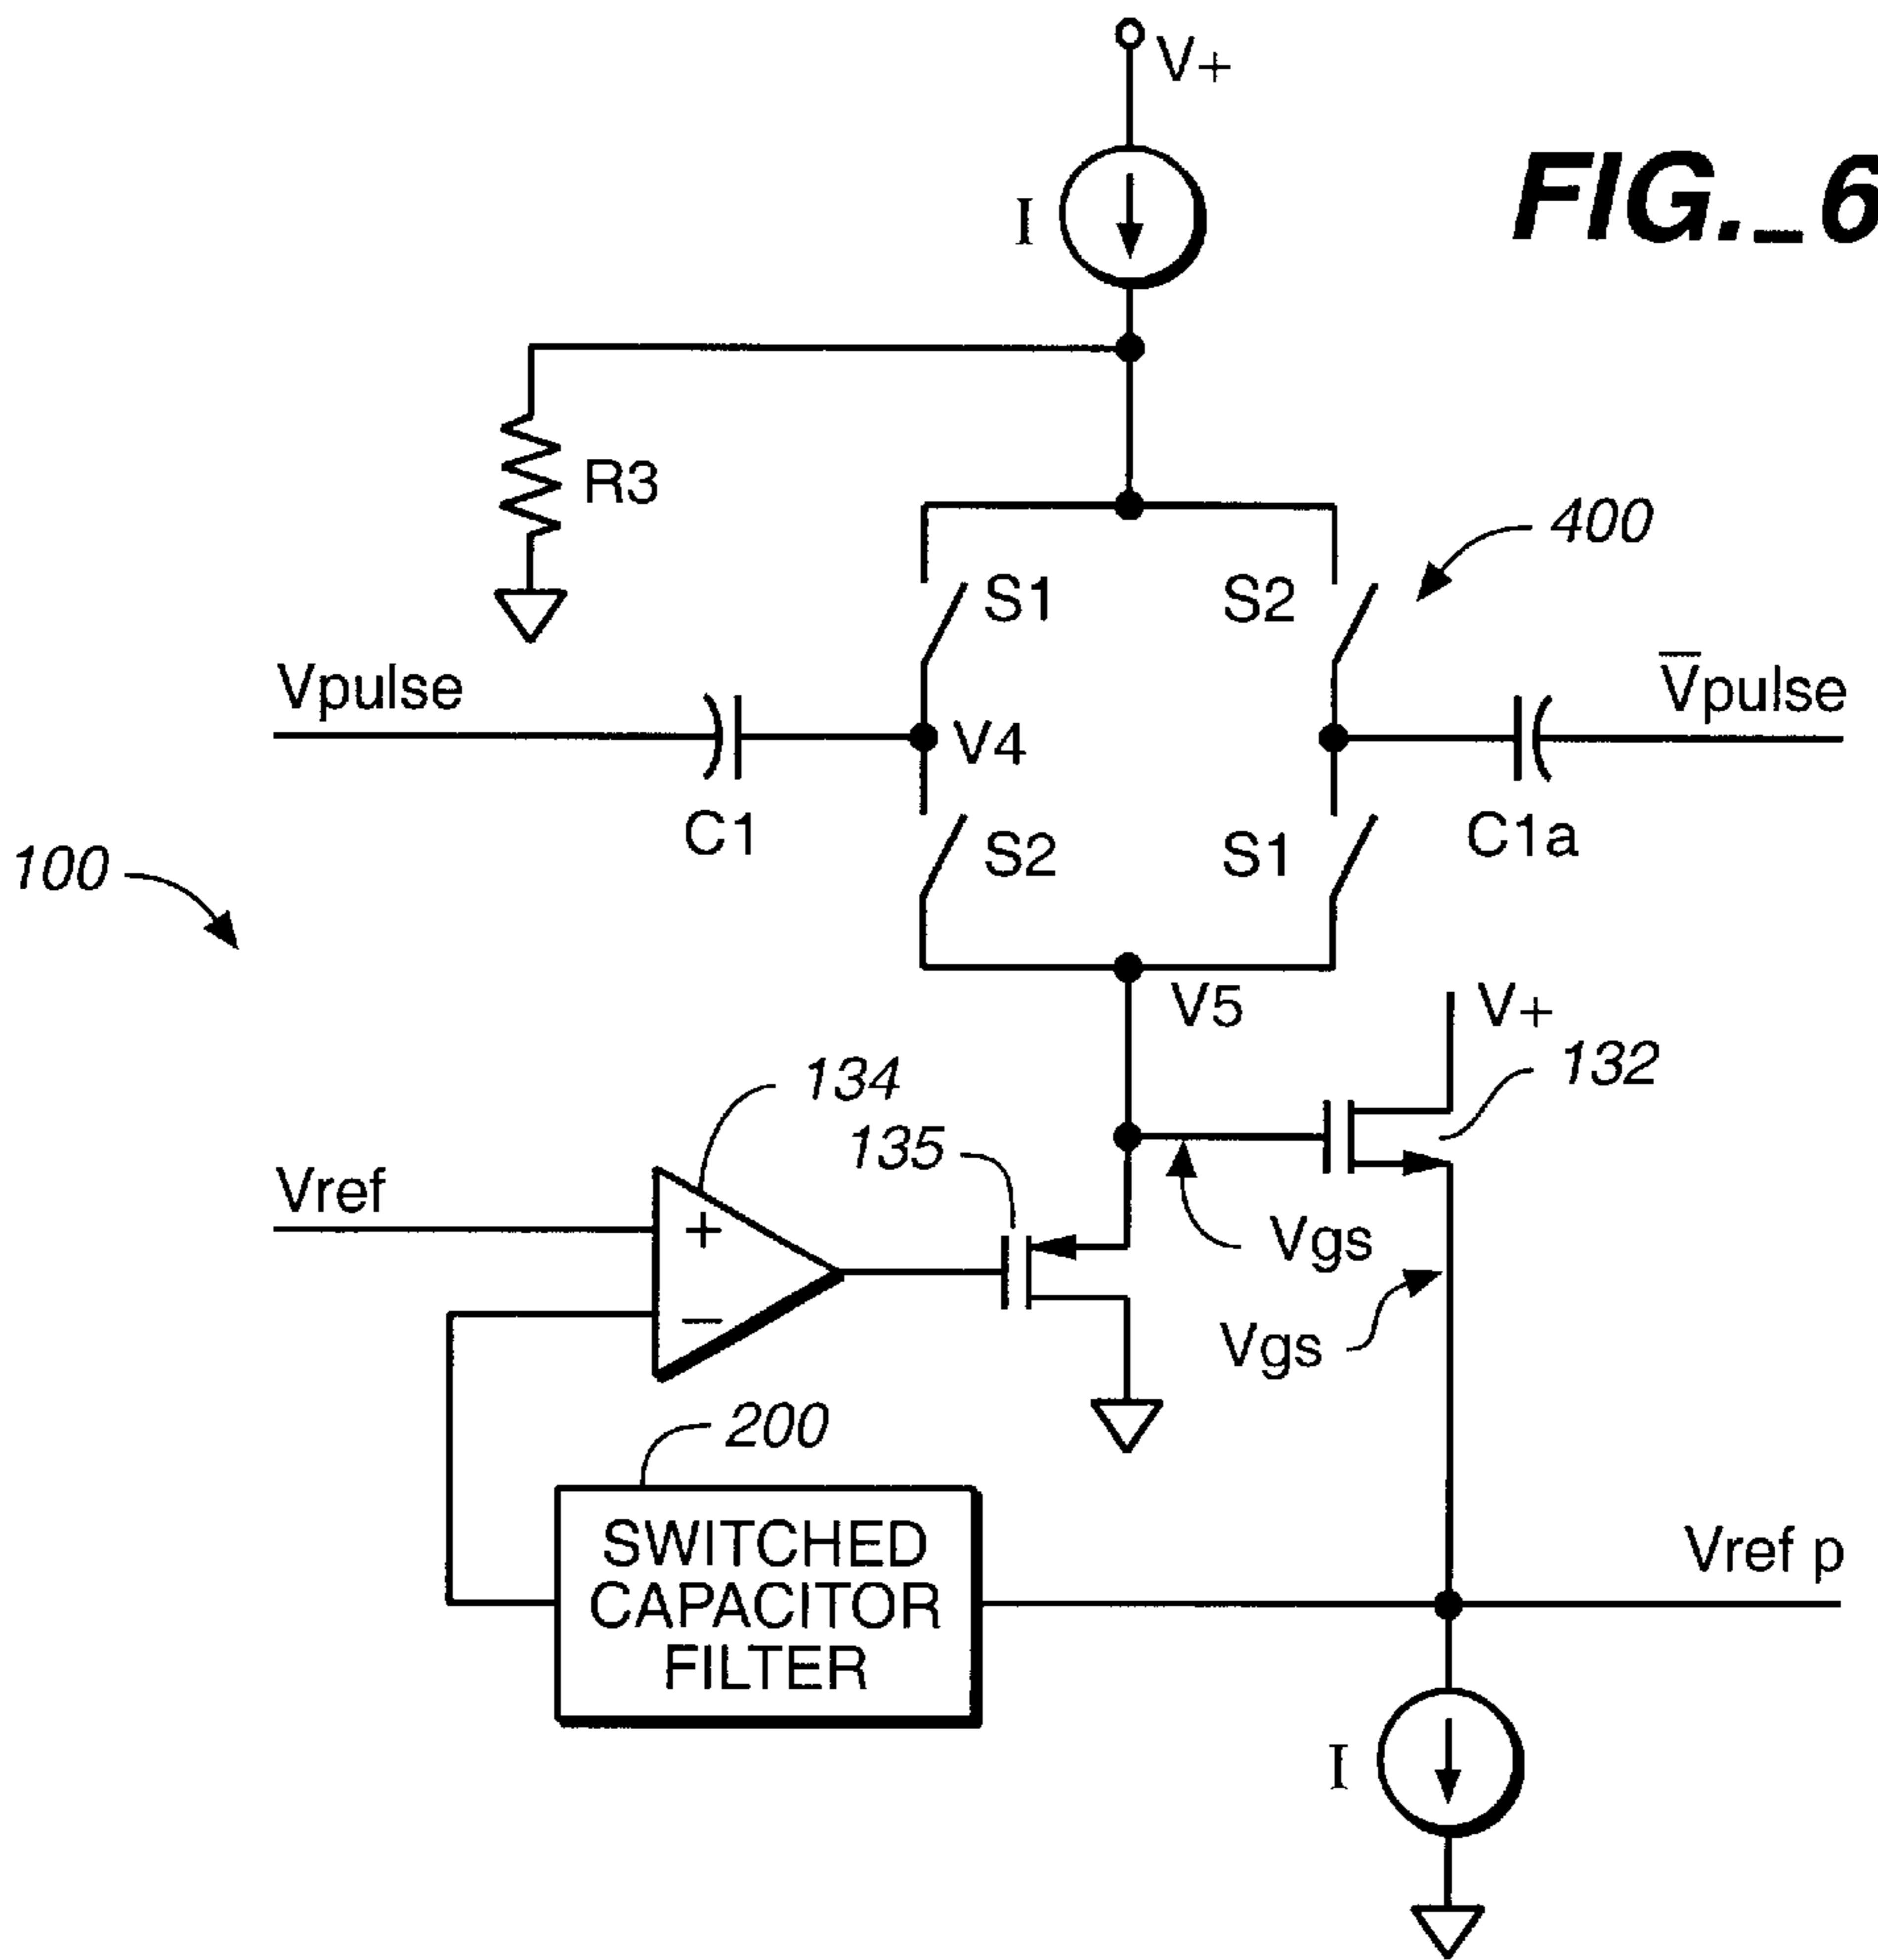 V+
FIG._6
I
R3
400
S1
S2
Vpulse
V̅pulse
V4
C1
S2
S1
C1a
100
V5
V+
134
132
135
Vref
+
Vgs
−
Vgs
200
SWITCHED
CAPACITOR
FILTER
Vref p
I